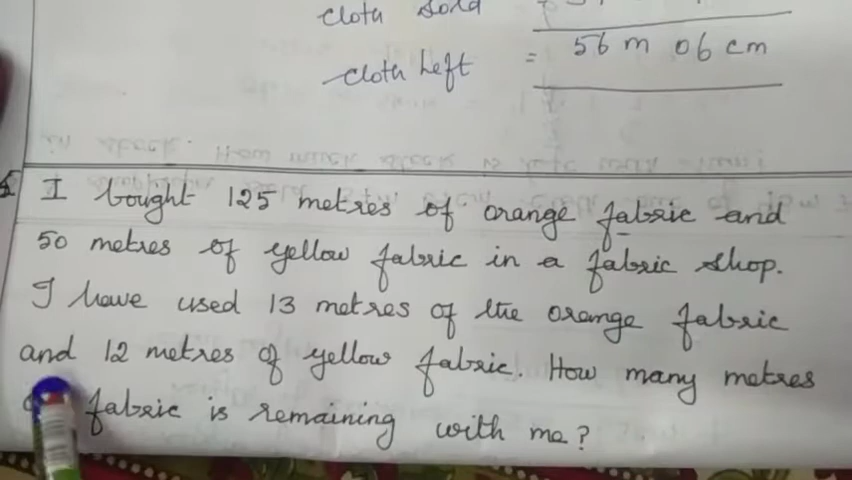 cloth sold
cloth Left = 56 m 06 cm
I bought 125 metres of orange fabric and
50 metres of yellow fabric in a fabric shop.
I have used 13 metres of the orange fabric
and 12 metres of yellow fabric. How many metres
fabric is remaining with me?